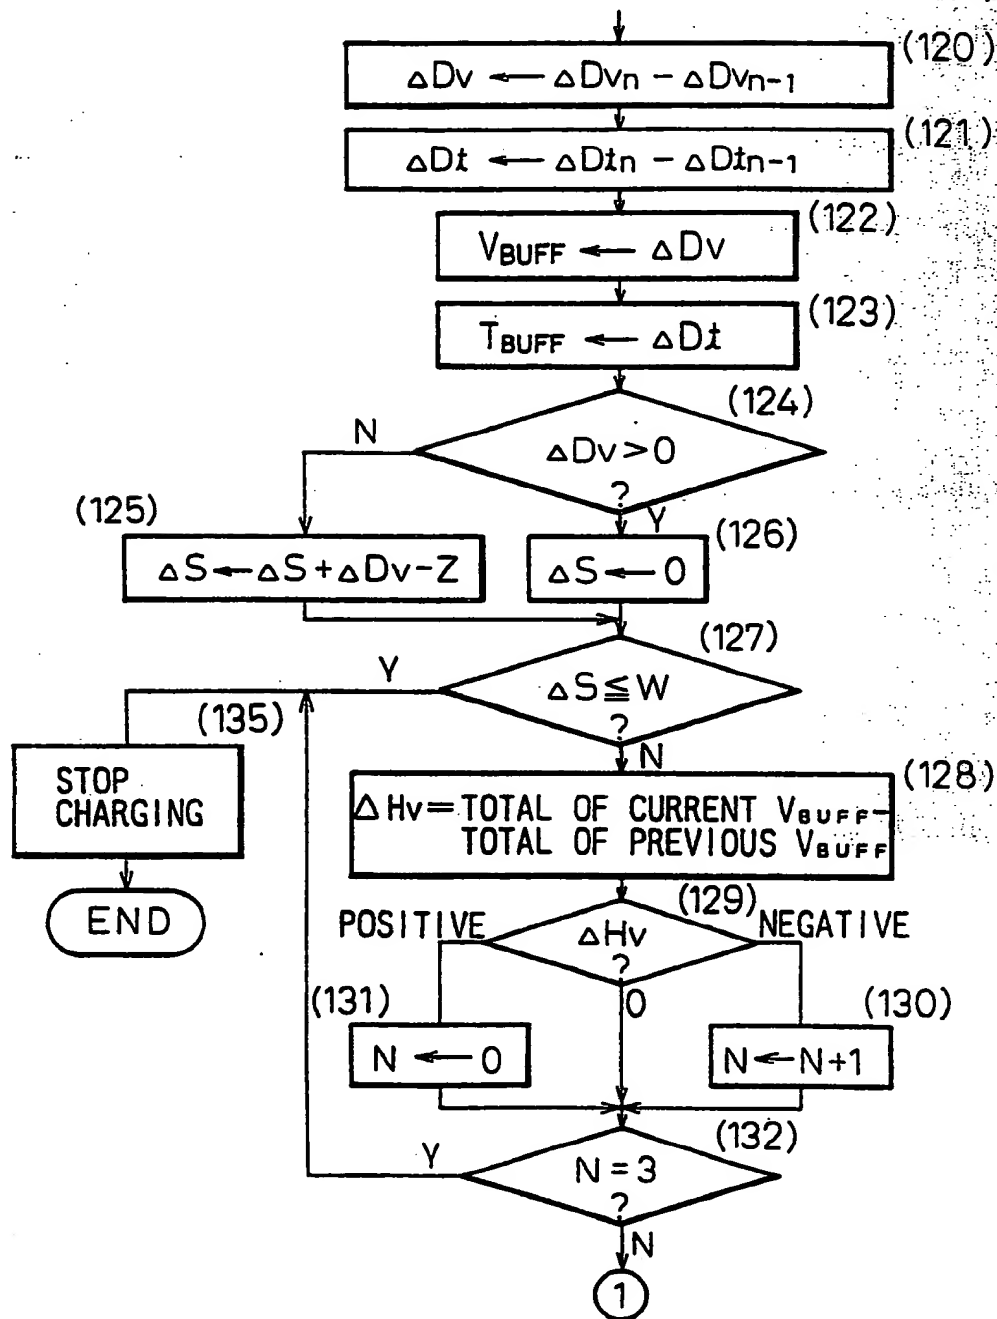 (120)
ΔDv ← ΔDvn − ΔDvn-1
(121)
ΔDt ← ΔDtn − ΔDtn-1
(122)
VBUFF ← ΔDv
(123)
TBUFF ← ΔDt
(124)
N
ΔDv > 0
?
Y
(125)
ΔS ← ΔS + ΔDv − Z
(126)
ΔS ← 0
(127)
Y
ΔS ≦ W
?
N
(135)
STOP
CHARGING
END
(128)
ΔHv = TOTAL OF CURRENT VBUFF −
TOTAL OF PREVIOUS VBUFF
(129)
POSITIVE
ΔHv
NEGATIVE
?
0
(131)
N ← 0
(130)
N ← N+1
(132)
Y
N = 3
?
N
1